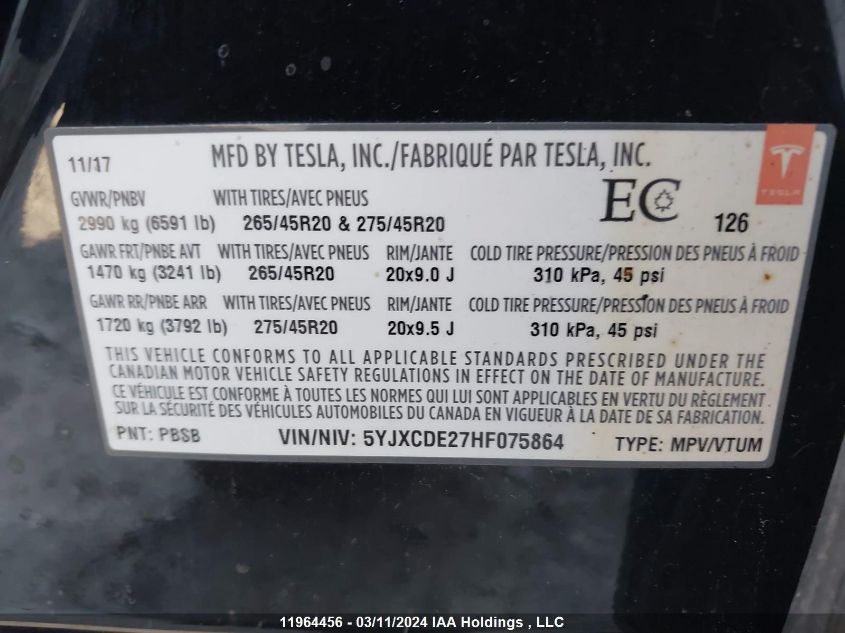 11/17 MFD BY TESLA, INC./FABRIQUÉ PAR TESLA, INC.
TESLA
GVWR/PNBV WITH TIRES/AVEC PNEUS
2990 kg (6591 lb) 265/45R20 & 275/45R20 EC 126
GAWR FRT/PNBE AVT WITH TIRES/AVEC PNEUS RIM/JANTE COLD TIRE PRESSURE/PRESSION DES PNEUS À FROID
1470 kg (3241 lb) 265/45R20 20x9.0 J 310 kPa, 45 psi
GAWR RR/PNBE ARR WITH TIRES/AVEC PNEUS RIM/JANTE COLD TIRE PRESSURE/PRESSION DES PNEUS À FROID
1720 kg (3792 lb) 275/45R20 20x9.5 J 310 kPa, 45 psi
THIS VEHICLE CONFORMS TO ALL APPLICABLE STANDARDS PRESCRIBED UNDER THE
CANADIAN MOTOR VEHICLE SAFETY REGULATIONS IN EFFECT ON THE DATE OF MANUFACTURE.
CE VÉHICULE EST CONFORME À TOUTES LES NORMES QUI LUI SONT APPLICABLES EN VERTU DU RÈGLEMENT
SUR LA SÉCURITÉ DES VÉHICULES AUTOMOBILES DU CANADA EN VIGUEUR À LA DATE DE SA FABRICATION.
PNT: PBSB VIN/NIV: 5YJXCDE27HF075864 TYPE: MPV/VTUM
11964456 - 03/11/2024 IAA Holdings , LLC